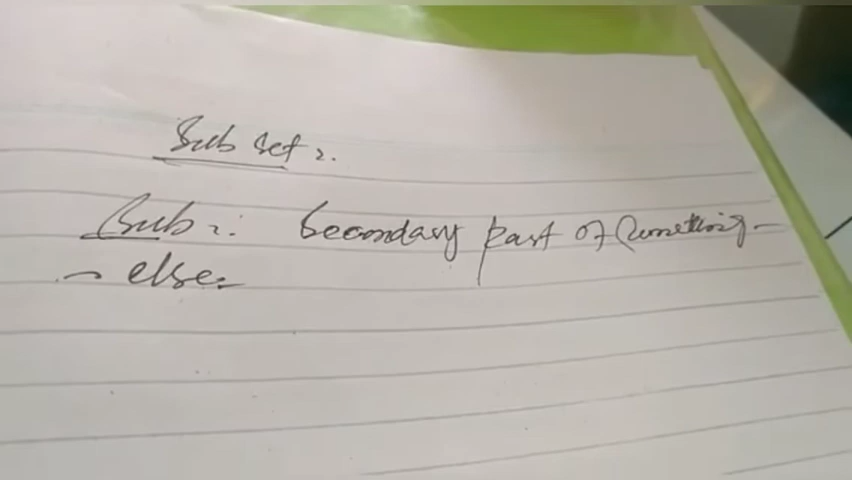 Sub set :
Sub : Secondary part of something -
- else.